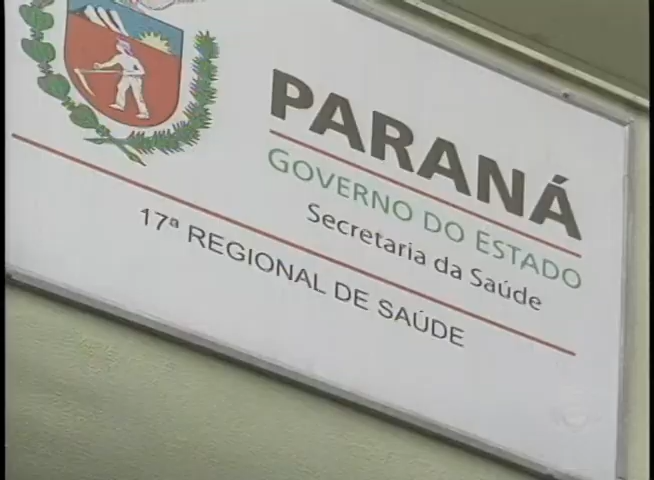 PARANÁ
GOVERNO DO ESTADO
Secretaria da Saúde
17ª REGIONAL DE SAÚDE